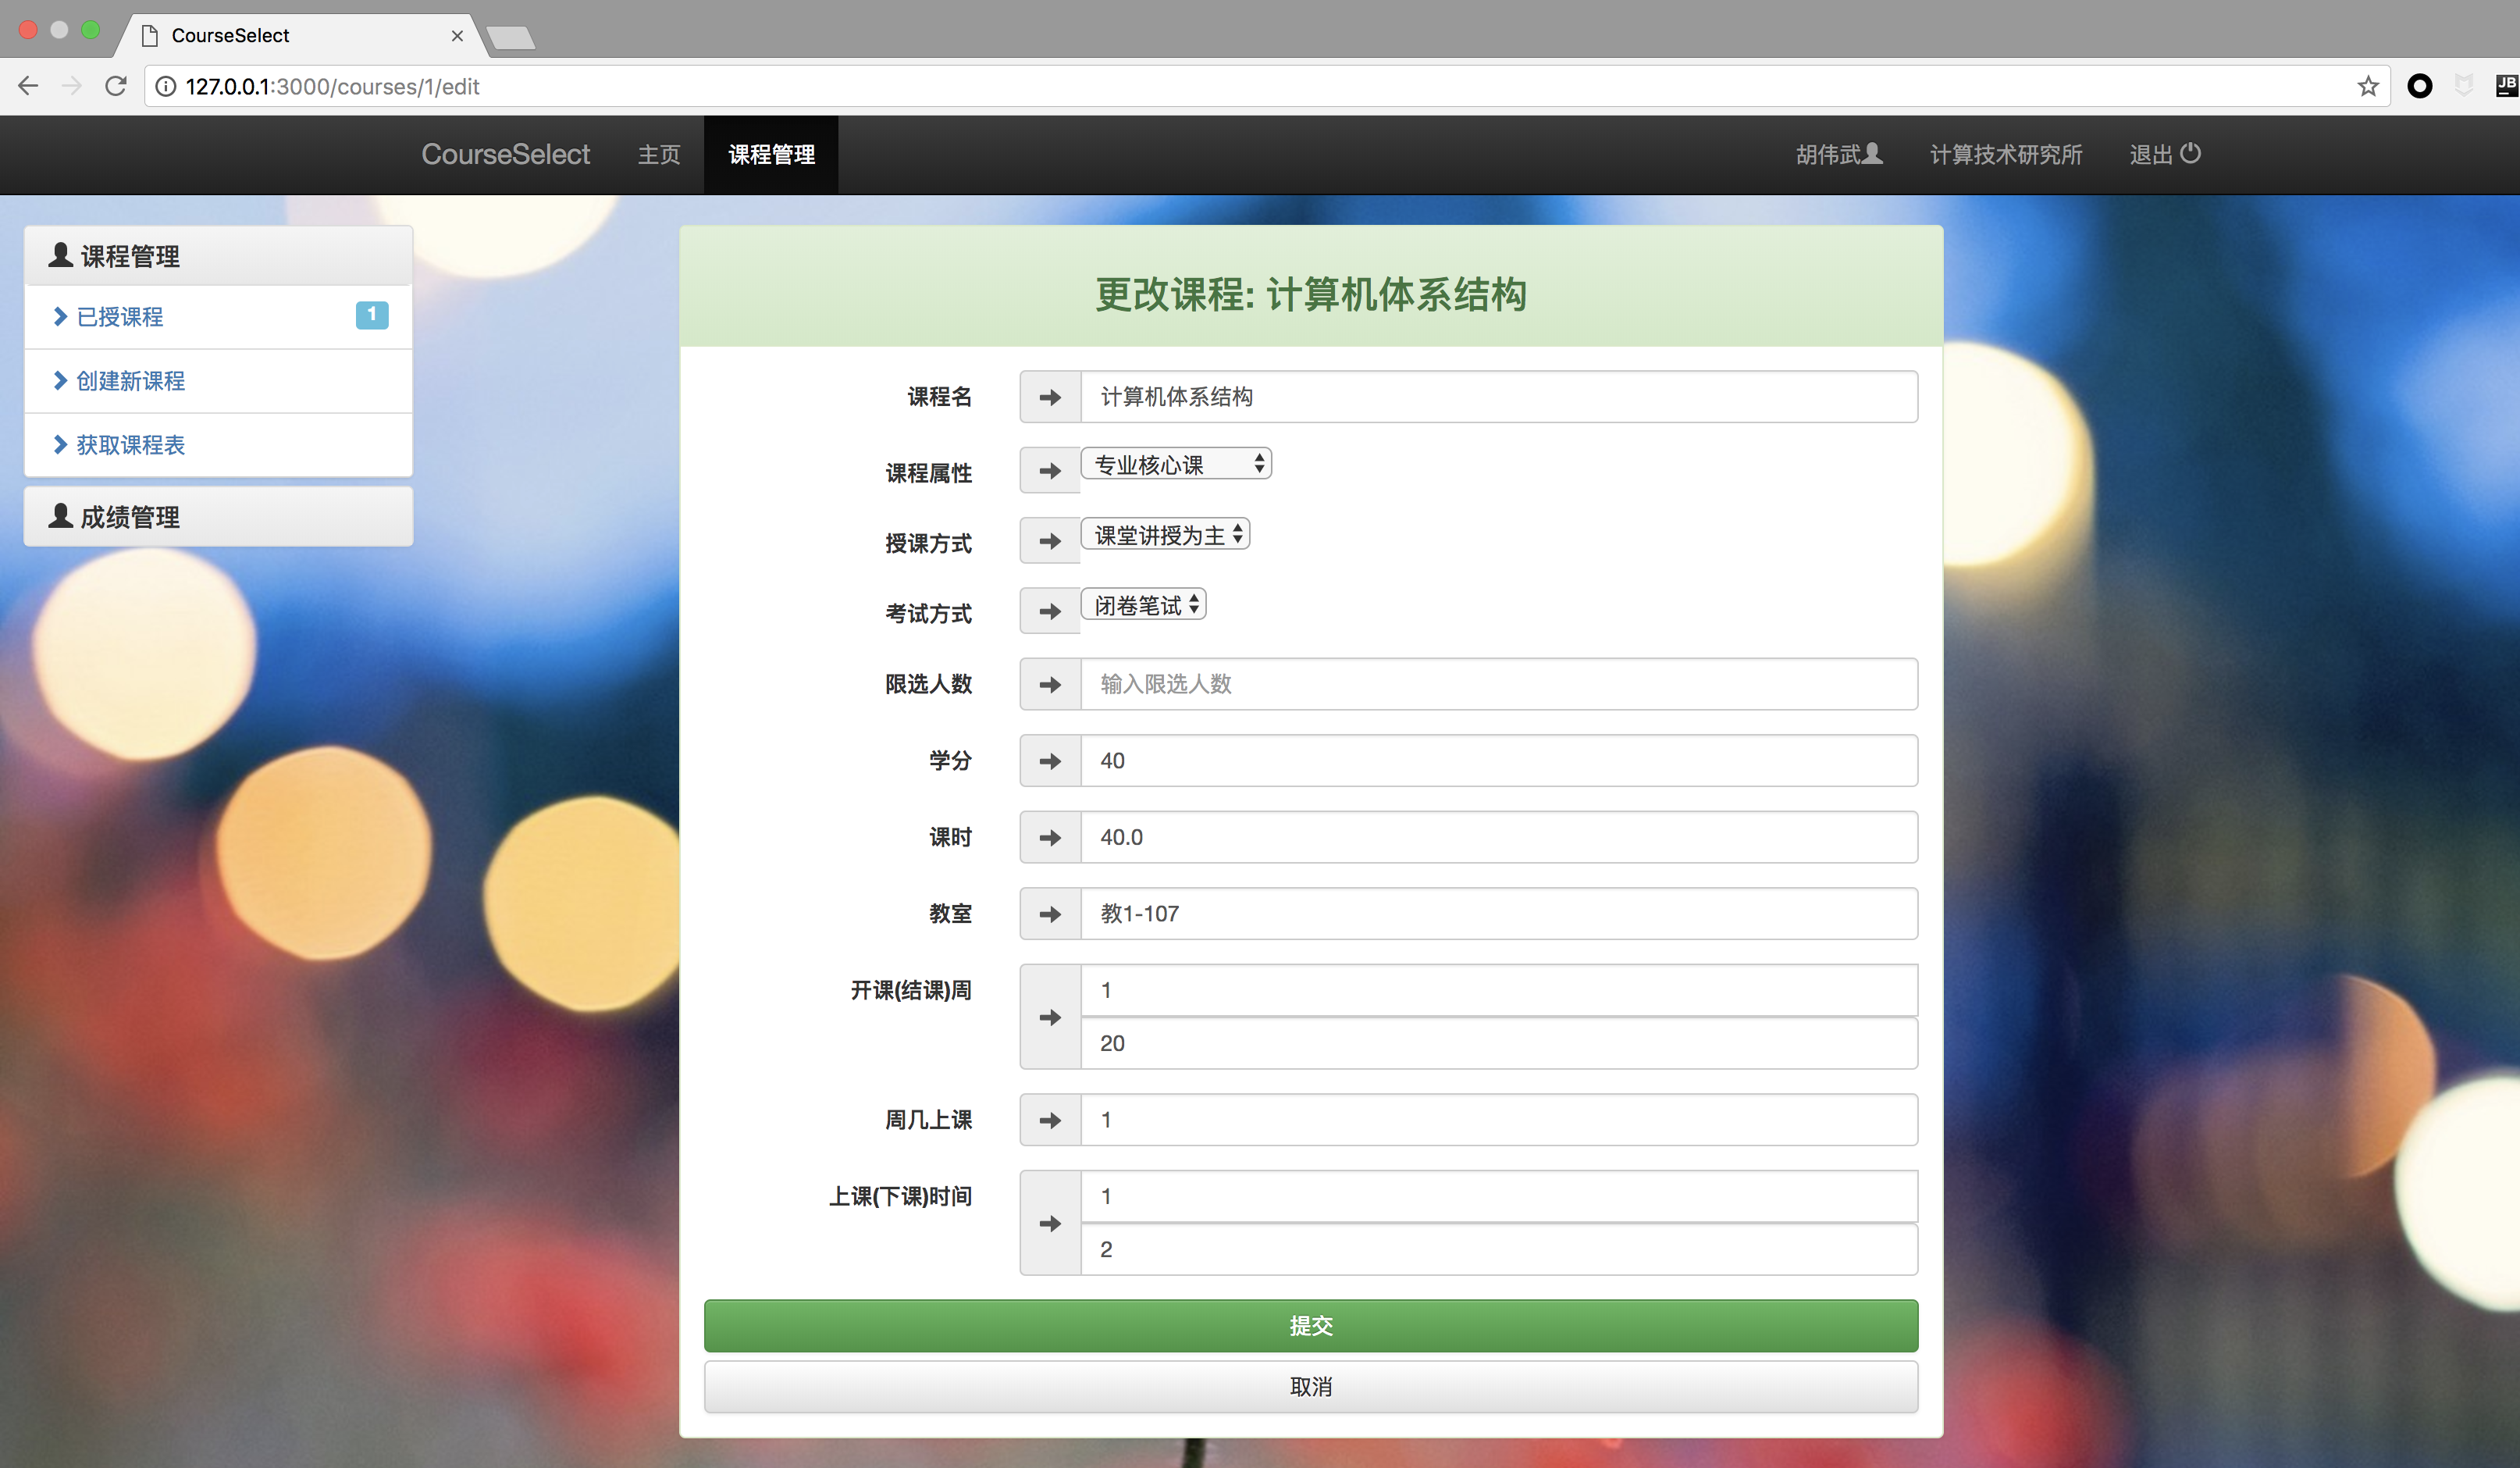 CourseSelect
127.0.0.1:3000/courses/1/edit
JB
CourseSelect 主页 课程管理 胡伟武 计算技术研究所 退出
课程管理
已授课程 1
创建新课程
获取课程表
成绩管理
更改课程: 计算机体系结构
课程名 计算机体系结构
课程属性 专业核心课
授课方式 课堂讲授为主
考试方式 闭卷笔试
限选人数 输入限选人数
学分 40
课时 40.0
教室 教1-107
开课(结课)周 1
20
周几上课 1
上课(下课)时间 1
2
提交
取消